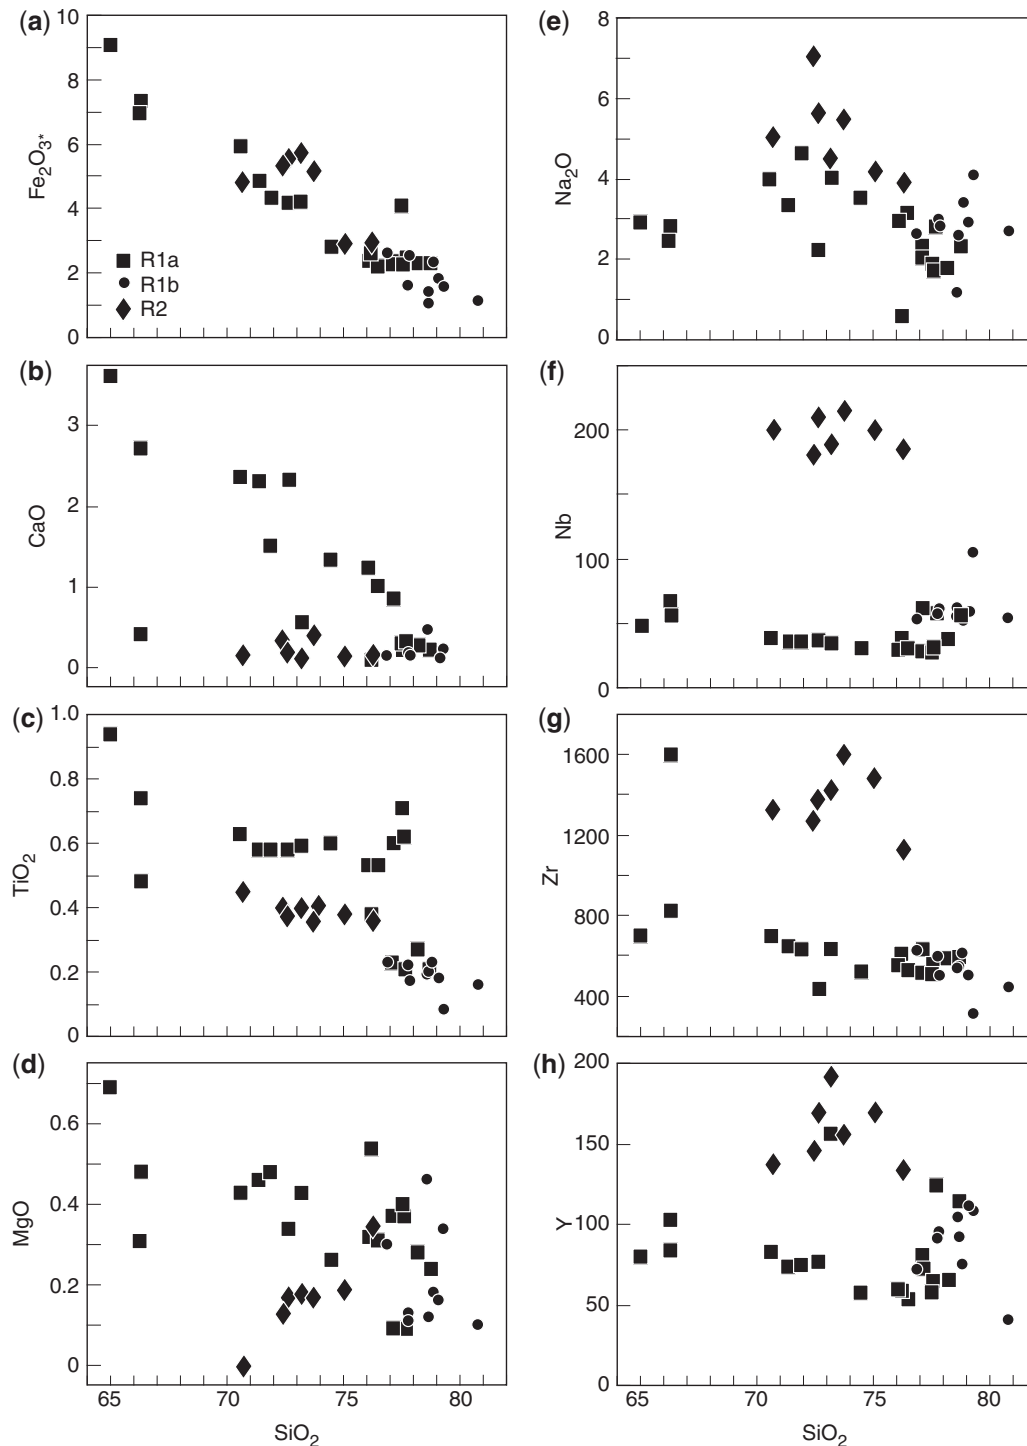 (a)
10
8
6
4
2
0
Fe2O3*
R1a
R1b
R2
(b)
3
2
1
0
CaO
(c)
1.0
0.8
0.6
0.4
0.2
0
TiO2
(d)
0.6
0.4
0.2
0
MgO
65 70 75 80
SiO2
(e)
8
6
4
2
0
Na2O
(f)
200
100
0
Nb
(g)
1600
1200
800
400
Zr
(h)
200
150
100
50
0
Y
65 70 75 80
SiO2